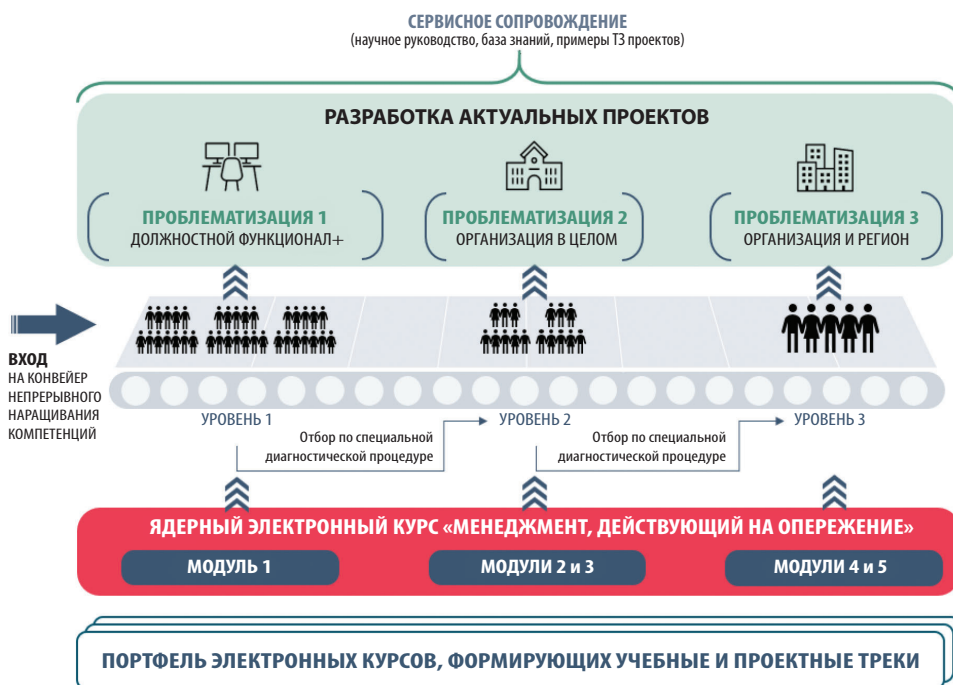 СЕРВИСНОЕ СОПРОВОЖДЕНИЕ
(научное руководство, база знаний, примеры ТЗ проектов)
РАЗРАБОТКА АКТУАЛЬНЫХ ПРОЕКТОВ
ПРОБЛЕМАТИЗАЦИЯ 1
ДОЛЖНОСТНОЙ ФУНКЦИОНАЛ+
ПРОБЛЕМАТИЗАЦИЯ 2
ОРГАНИЗАЦИЯ В ЦЕЛОМ
ПРОБЛЕМАТИЗАЦИЯ 3
ОРГАНИЗАЦИЯ И РЕГИОН
ВХОД
НА КОНВЕЙЕР
НЕПРЕРЫВНОГО
НАРАЩИВАНИЯ
КОМПЕТЕНЦИЙ
УРОВЕНЬ 1
УРОВЕНЬ 2
УРОВЕНЬ 3
Отбор по специальной
диагностической процедуре
Отбор по специальной
диагностической процедуре
ЯДЕРНЫЙ ЭЛЕКТРОННЫЙ КУРС «МЕНЕДЖМЕНТ, ДЕЙСТВУЮЩИЙ НА ОПЕРЕЖЕНИЕ»
МОДУЛЬ 1
МОДУЛИ 2 и 3
МОДУЛИ 4 и 5
ПОРТФЕЛЬ ЭЛЕКТРОННЫХ КУРСОВ, ФОРМИРУЮЩИХ УЧЕБНЫЕ И ПРОЕКТНЫЕ ТРЕКИ